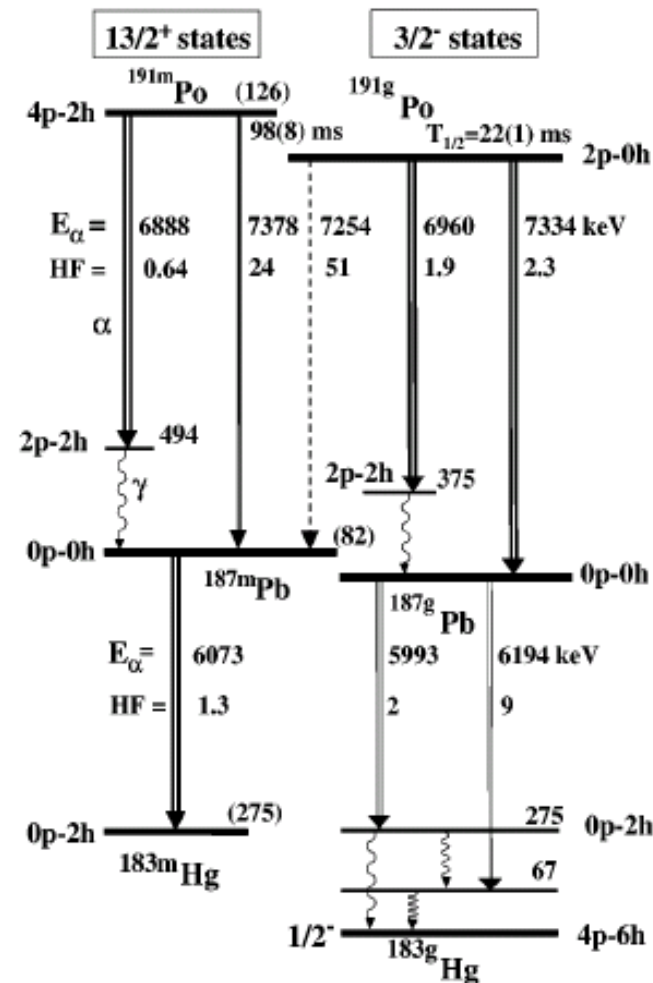 13/2+ states 3/2- states
191mPo (126) 191gPo
4p-2h
98(8) ms T1/2=22(1) ms
2p-0h
Eα = 6888 7378 7254 6960 7334 keV
HF = 0.64 24 51 1.9 2.3
α
2p-2h 494
γ 2p-2h 375
0p-0h (82)
187mPb 0p-0h
187gPb
Eα= 6073 5993 6194 keV
HF = 1.3 2 9
0p-2h (275) 275 0p-2h
183mHg 67
1/2- 4p-6h
183gHg